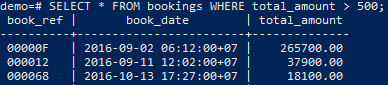 demo=# SELECT * FROM bookings WHERE total_amount > 500;
book_ref | book_date | total_amount
----------+------------------------+--------------
00000F | 2016-09-02 06:12:00+07 | 265700.00
000012 | 2016-09-11 12:02:00+07 | 37900.00
000068 | 2016-10-13 17:27:00+07 | 18100.00